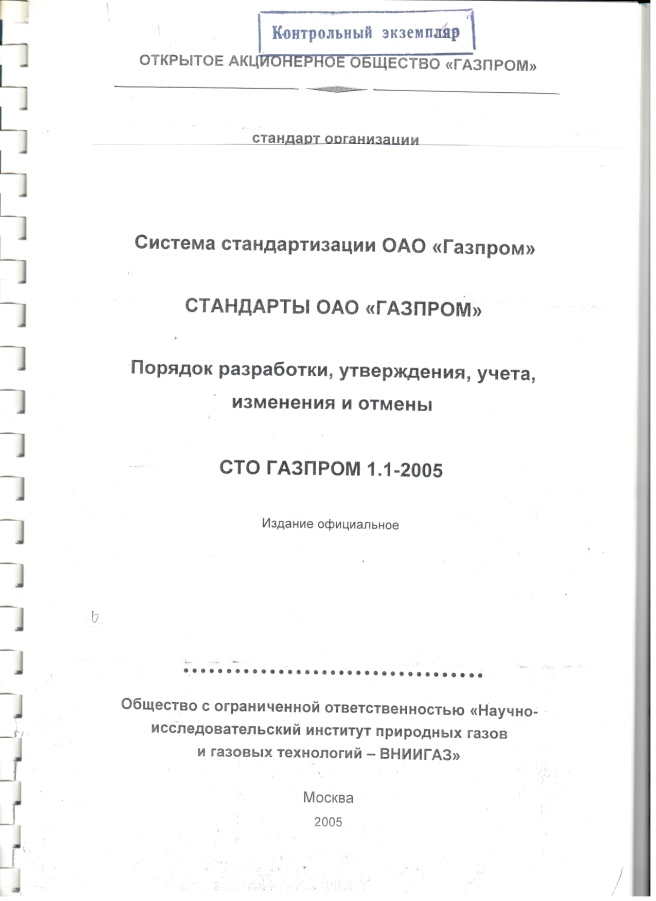 Контрольный экземпляр
ОТКРЫТОЕ АКЦИОНЕРНОЕ ОБЩЕСТВО «ГАЗПРОМ»
стандарт организации
Система стандартизации ОАО «Газпром»
СТАНДАРТЫ ОАО «ГАЗПРОМ»
Порядок разработки, утверждения, учета,
изменения и отмены
СТО ГАЗПРОМ 1.1-2005
Издание официальное
Общество с ограниченной ответственностью «Научно-
исследовательский институт природных газов
и газовых технологий – ВНИИГАЗ»
Москва
2005